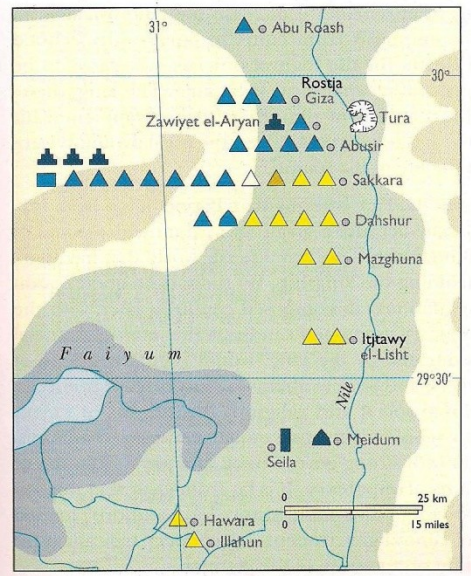 31°
Abu Roash
30°
Rostja
Giza
Zawiyet el-Aryan
Tura
Abusir
Sakkara
Dahshur
Mazghuna
Itjtawy
el-Lisht
Faiyum
29°30'
Nile
Meidum
Seila
0 25 km
0 15 miles
Hawara
Illahun